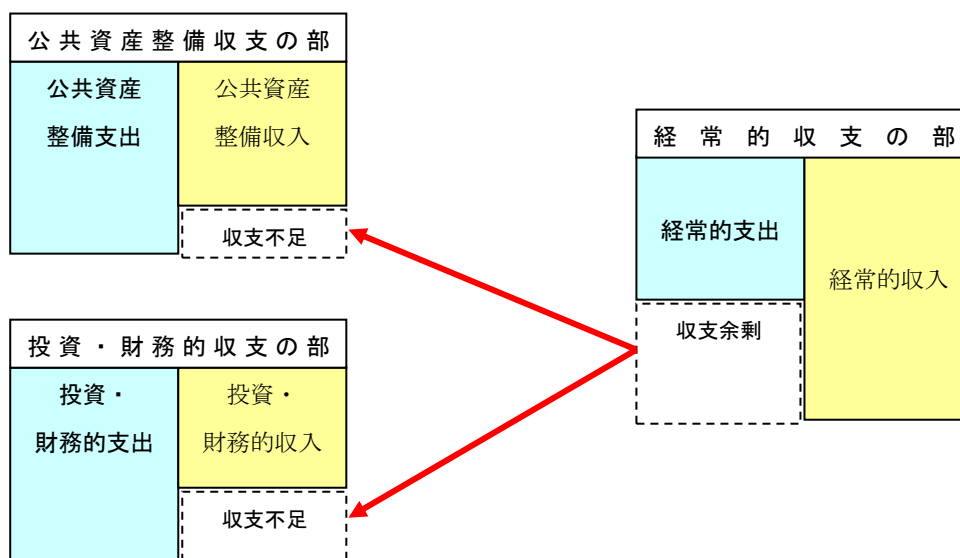 公共資産整備収支の部
公共資産
整備支出
公共資産
整備収入
収支不足
投資・財務的収支の部
投資・
財務的支出
投資・
財務的収入
収支不足
経常的収支の部
経常的支出
収支余剰
経常的収入